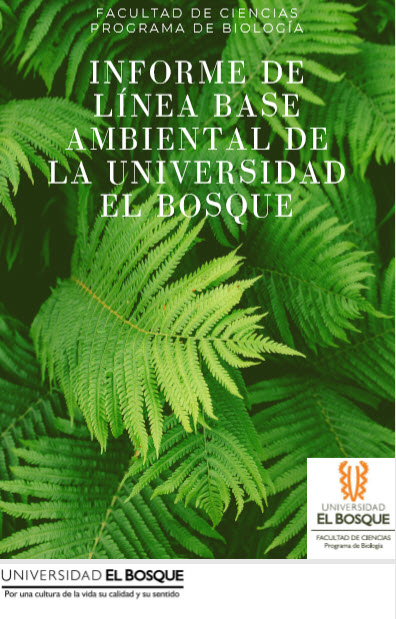 FACULTAD DE CIENCIAS
PROGRAMA DE BIOLOGÍA
INFORME DE
LÍNEA BASE
AMBIENTAL DE
LA UNIVERSIDAD
EL BOSQUE
UNIVERSIDAD
EL BOSQUE
FACULTAD DE CIENCIAS
Programa de Biología
UNIVERSIDAD EL BOSQUE
Por una cultura de la vida su calidad y su sentido